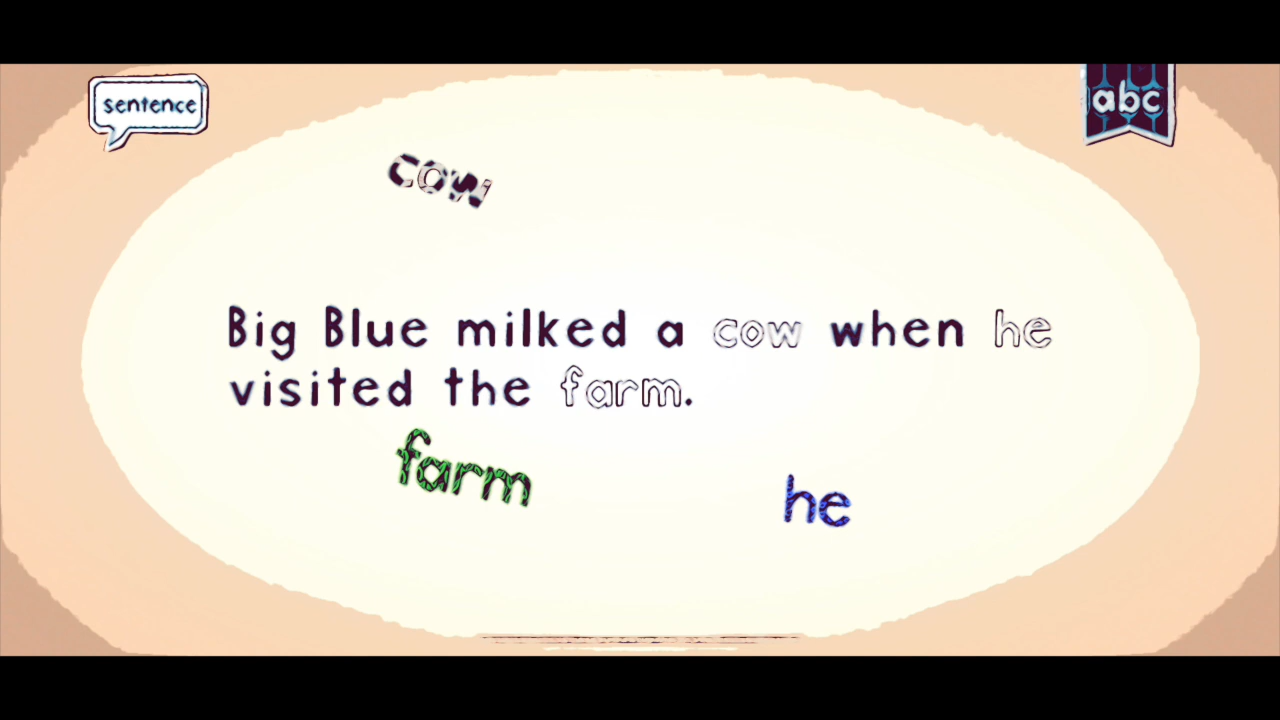 sentence
abc
cow
Big Blue milked a cow when he
visited the farm.
farm
he